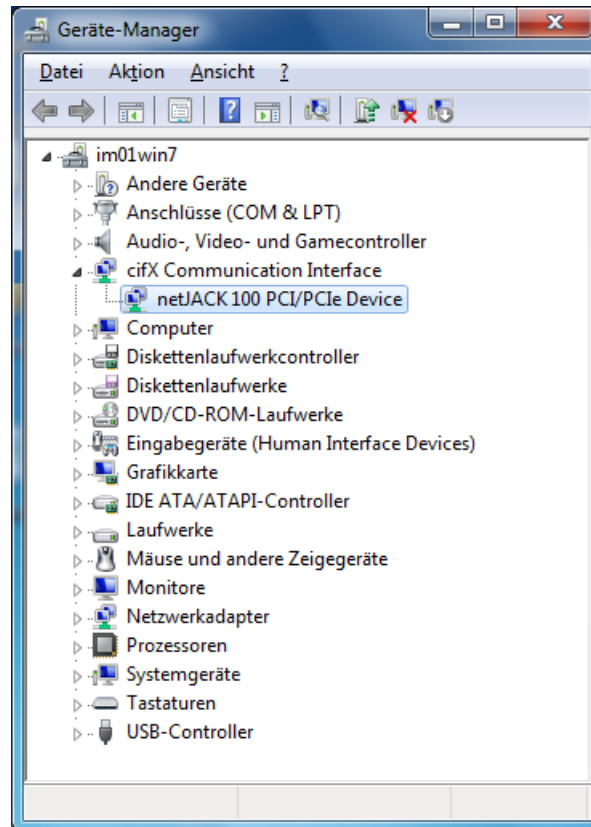 Geräte-Manager
Datei Aktion Ansicht ?
im01win7
Andere Geräte
Anschlüsse (COM & LPT)
Audio-, Video- und Gamecontroller
cifX Communication Interface
netJACK 100 PCI/PCIe Device
Computer
Diskettenlaufwerkcontroller
Diskettenlaufwerke
DVD/CD-ROM-Laufwerke
Eingabegeräte (Human Interface Devices)
Grafikkarte
IDE ATA/ATAPI-Controller
Laufwerke
Mäuse und andere Zeigegeräte
Monitore
Netzwerkadapter
Prozessoren
Systemgeräte
Tastaturen
USB-Controller